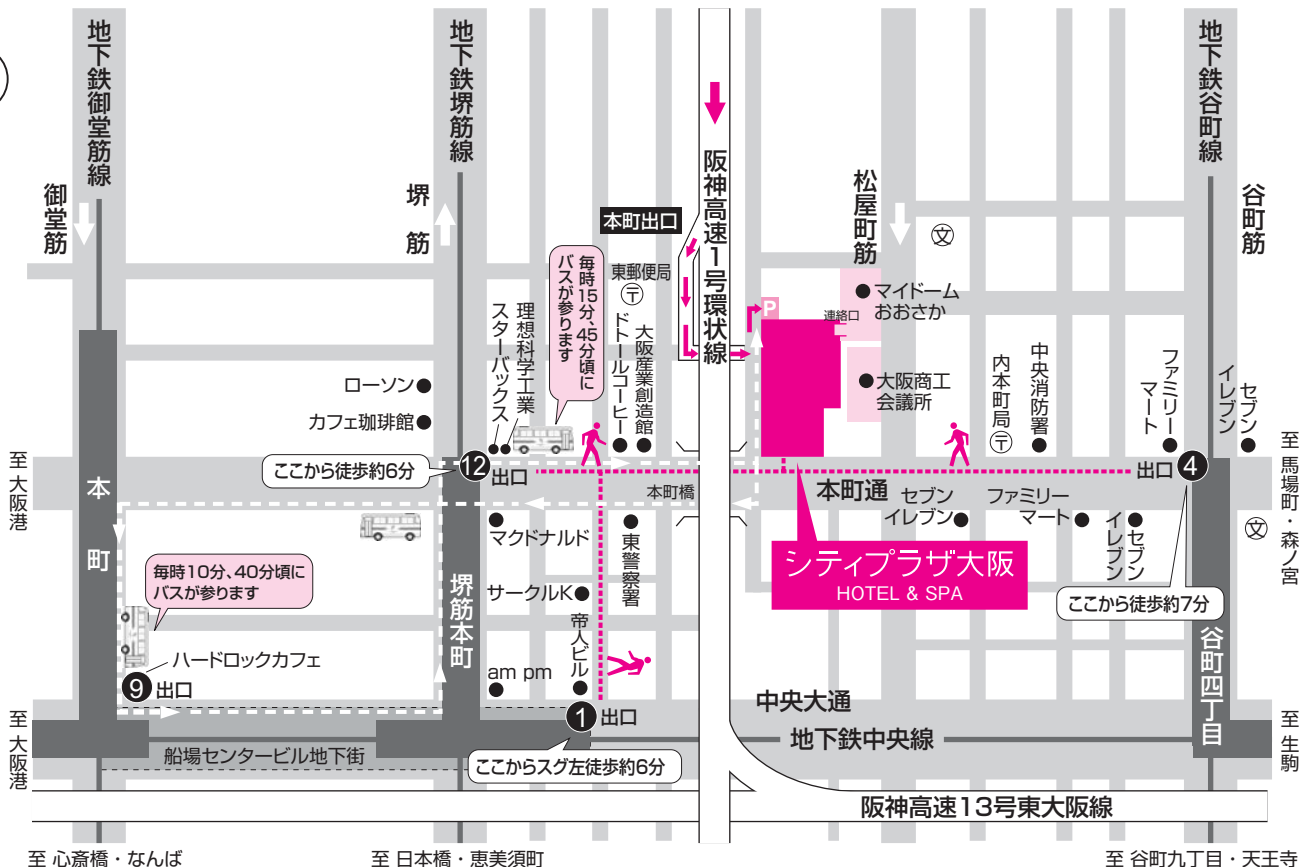 地下鉄御堂筋線
地下鉄堺筋線
地下鉄谷町線
御堂筋
堺筋
阪神高速1号環状線
松屋町筋
谷町筋
本町出口
文
毎時15分、45分頃に
バスが参ります
東郵便局
〒
理想科学工業
スターバックス
ドトールコーヒー
大阪産業創造館
P
連絡口
マイドーム
おおさか
大阪商工
会議所
内本町局
〒
中央消防署
ファミリー
マート
セブン
イレブン
ローソン
カフェ珈琲館
至 大阪港
ここから徒歩約6分
12
出口
本町橋
本町通
出口
4
至 馬場町・森ノ宮
本町
マクドナルド
東警察署
セブン
イレブン
ファミリー
マート
セブン
イレブン
文
シティプラザ大阪
HOTEL & SPA
ここから徒歩約7分
毎時10分、40分頃に
バスが参ります
サークルK
堺筋本町
帝人ビル
谷町四丁目
ハードロックカフェ
9
出口
am pm
1
出口
中央大通
至 大阪港
地下鉄中央線
至 生駒
船場センタービル地下街
ここからスグ左徒歩約6分
阪神高速13号東大阪線
至 心斎橋・なんば
至 日本橋・恵美須町
至 谷町九丁目・天王寺